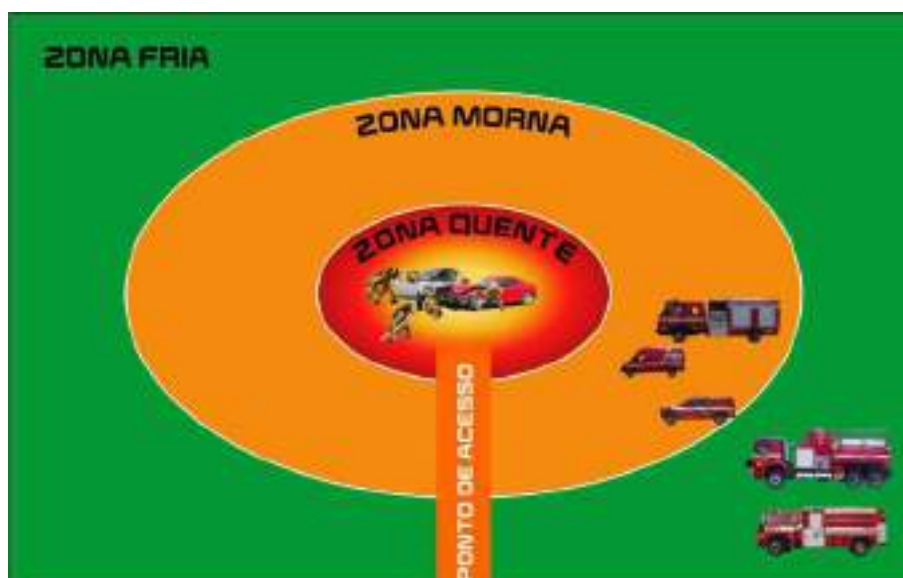 ZONA FRIA
ZONA MORNA
ZONA QUENTE
PONTO DE ACESSO